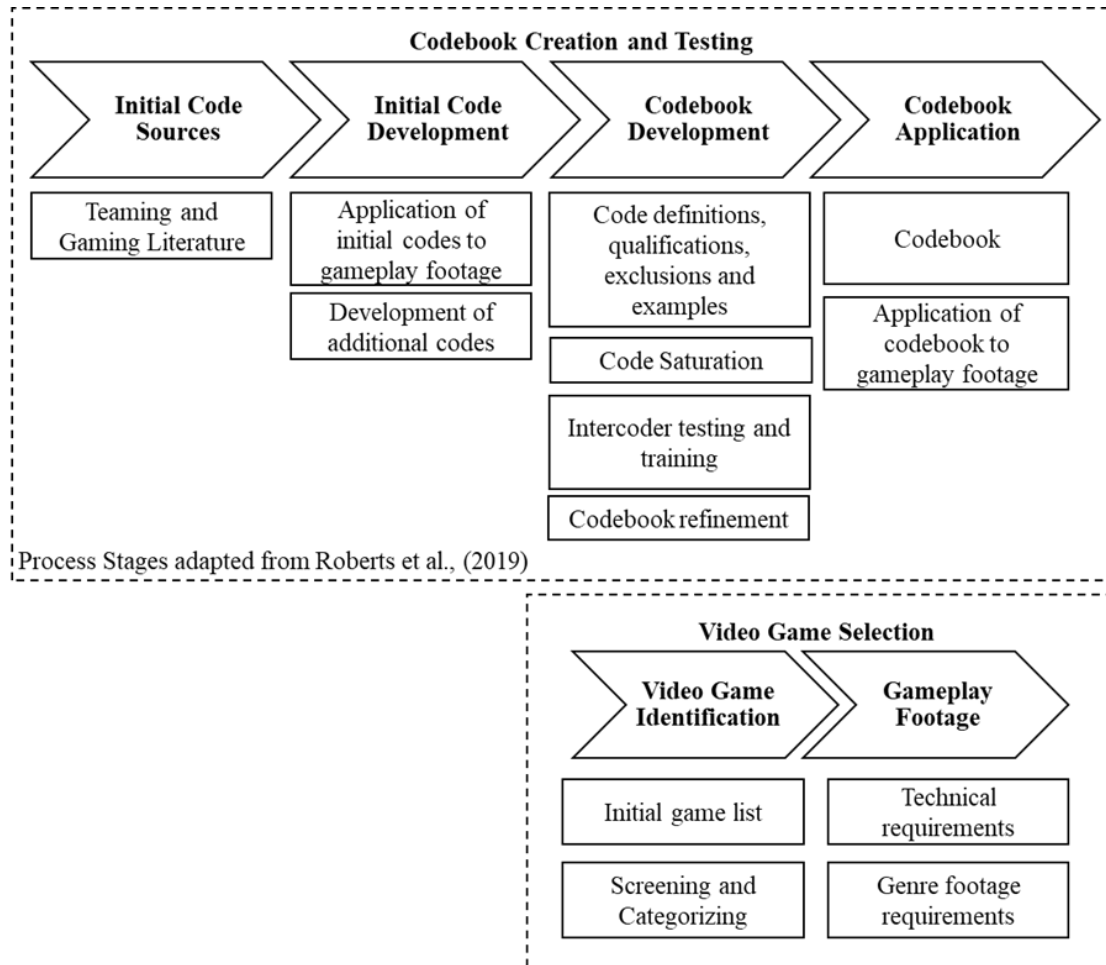 Codebook Creation and Testing
Initial Code
Sources
Initial Code
Development
Codebook
Development
Codebook
Application
Teaming and
Gaming Literature
Application of
initial codes to
gameplay footage
Development of
additional codes
Code definitions,
qualifications,
exclusions and
examples
Code Saturation
Intercoder testing and
training
Codebook refinement
Codebook
Application of
codebook to
gameplay footage
Process Stages adapted from Roberts et al., (2019)
Video Game Selection
Video Game
Identification
Gameplay
Footage
Initial game list
Screening and
Categorizing
Technical
requirements
Genre footage
requirements